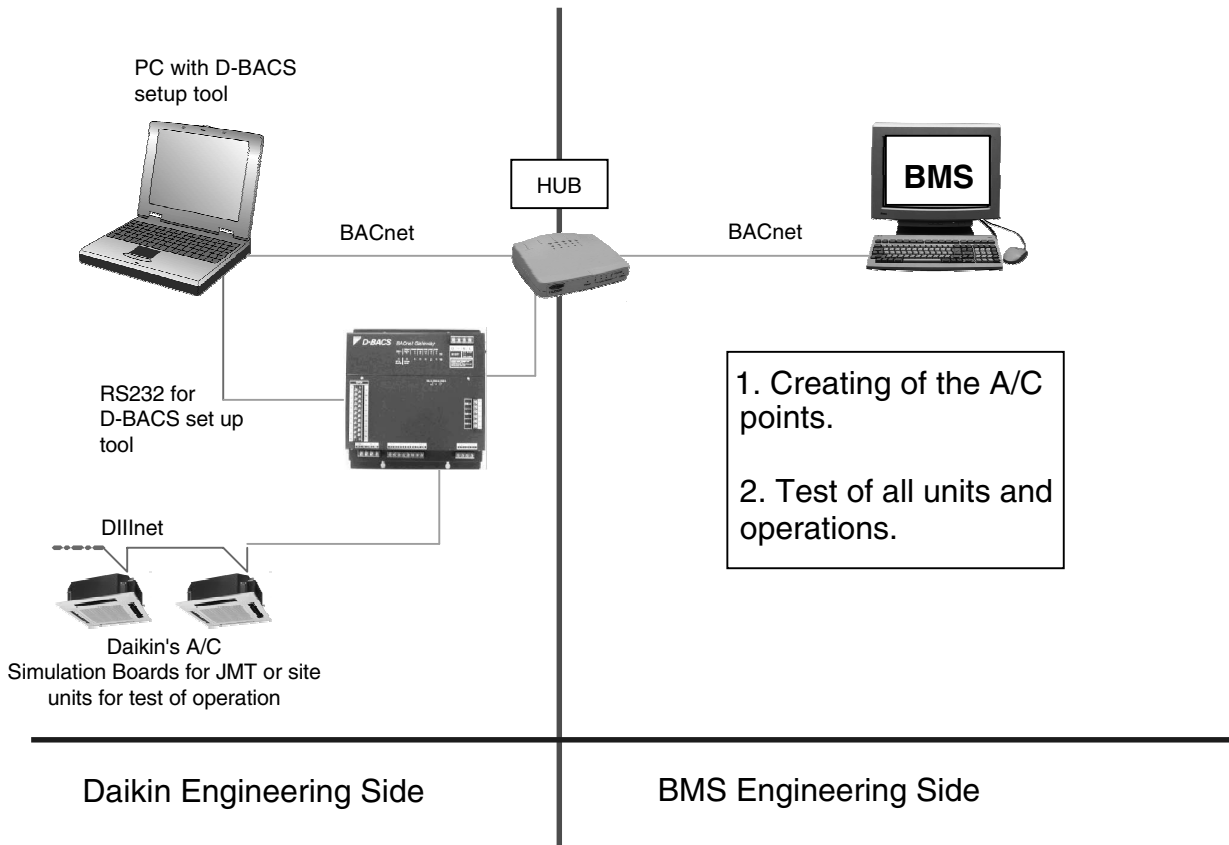 PC with D-BACS
setup tool
HUB
BMS
BACnet
BACnet
D-BACS BACnet Gateway
RS232 for
D-BACS set up
tool
1. Creating of the A/C
points.
2. Test of all units and
operations.
DIIInet
Daikin's A/C
Simulation Boards for JMT or site
units for test of operation
Daikin Engineering Side
BMS Engineering Side